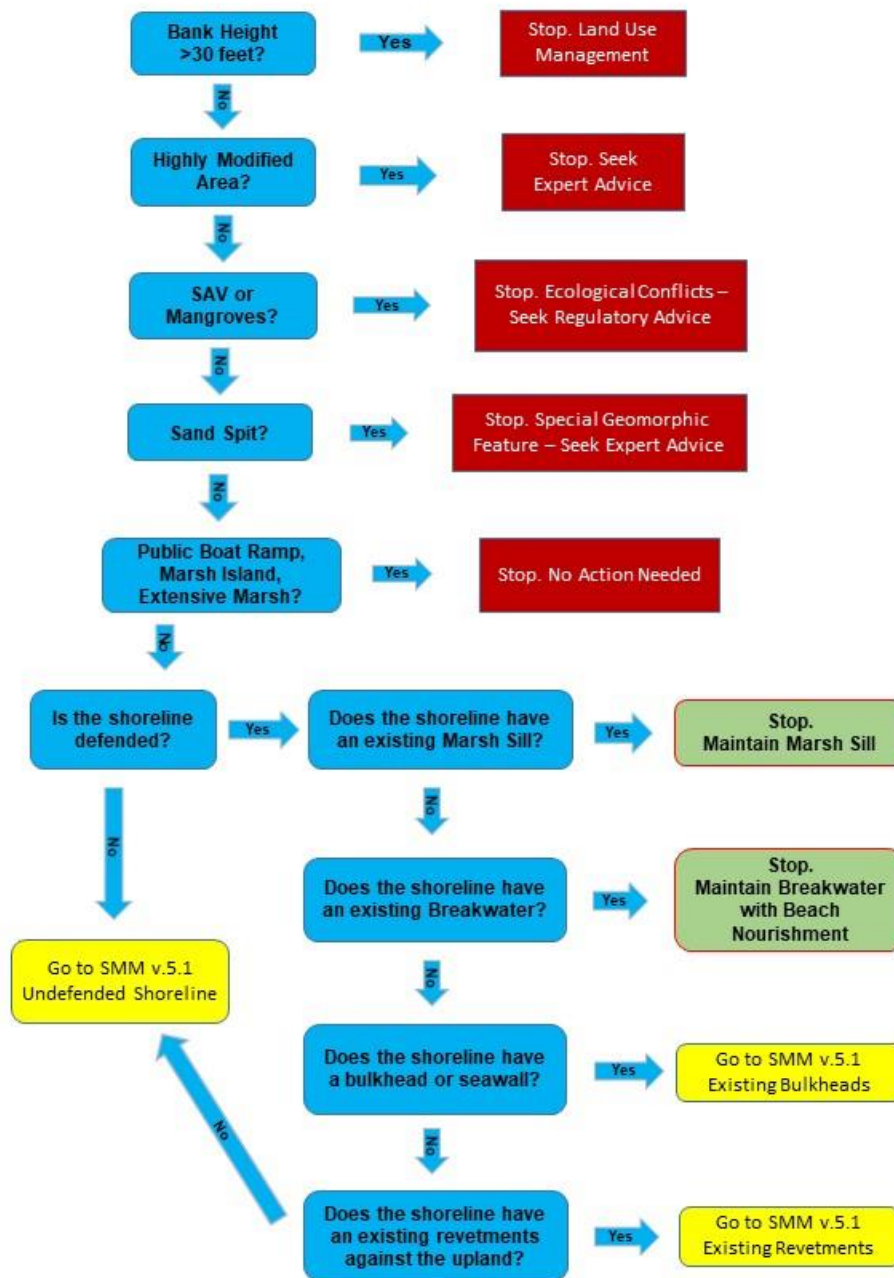 Bank Height
>30 feet?
Yes
Stop. Land Use
Management
No
Highly Modified
Area?
Yes
Stop. Seek
Expert Advice
No
SAV or
Mangroves?
Yes
Stop. Ecological Conflicts –
Seek Regulatory Advice
No
Sand Spit?
Yes
Stop. Special Geomorphic
Feature – Seek Expert Advice
No
Public Boat Ramp,
Marsh Island,
Extensive Marsh?
Yes
Stop. No Action Needed
No
Is the shoreline
defended?
Yes
Does the shoreline have
an existing Marsh Sill?
Yes
Stop.
Maintain Marsh Sill
No
No
Does the shoreline have
an existing Breakwater?
Yes
Stop.
Maintain Breakwater
with Beach
Nourishment
Go to SMM v.5.1
Undefended Shoreline
No
Does the shoreline have
a bulkhead or seawall?
Yes
Go to SMM v.5.1
Existing Bulkheads
No
No
Does the shoreline have
an existing revetments
against the upland?
Yes
Go to SMM v.5.1
Existing Revetments